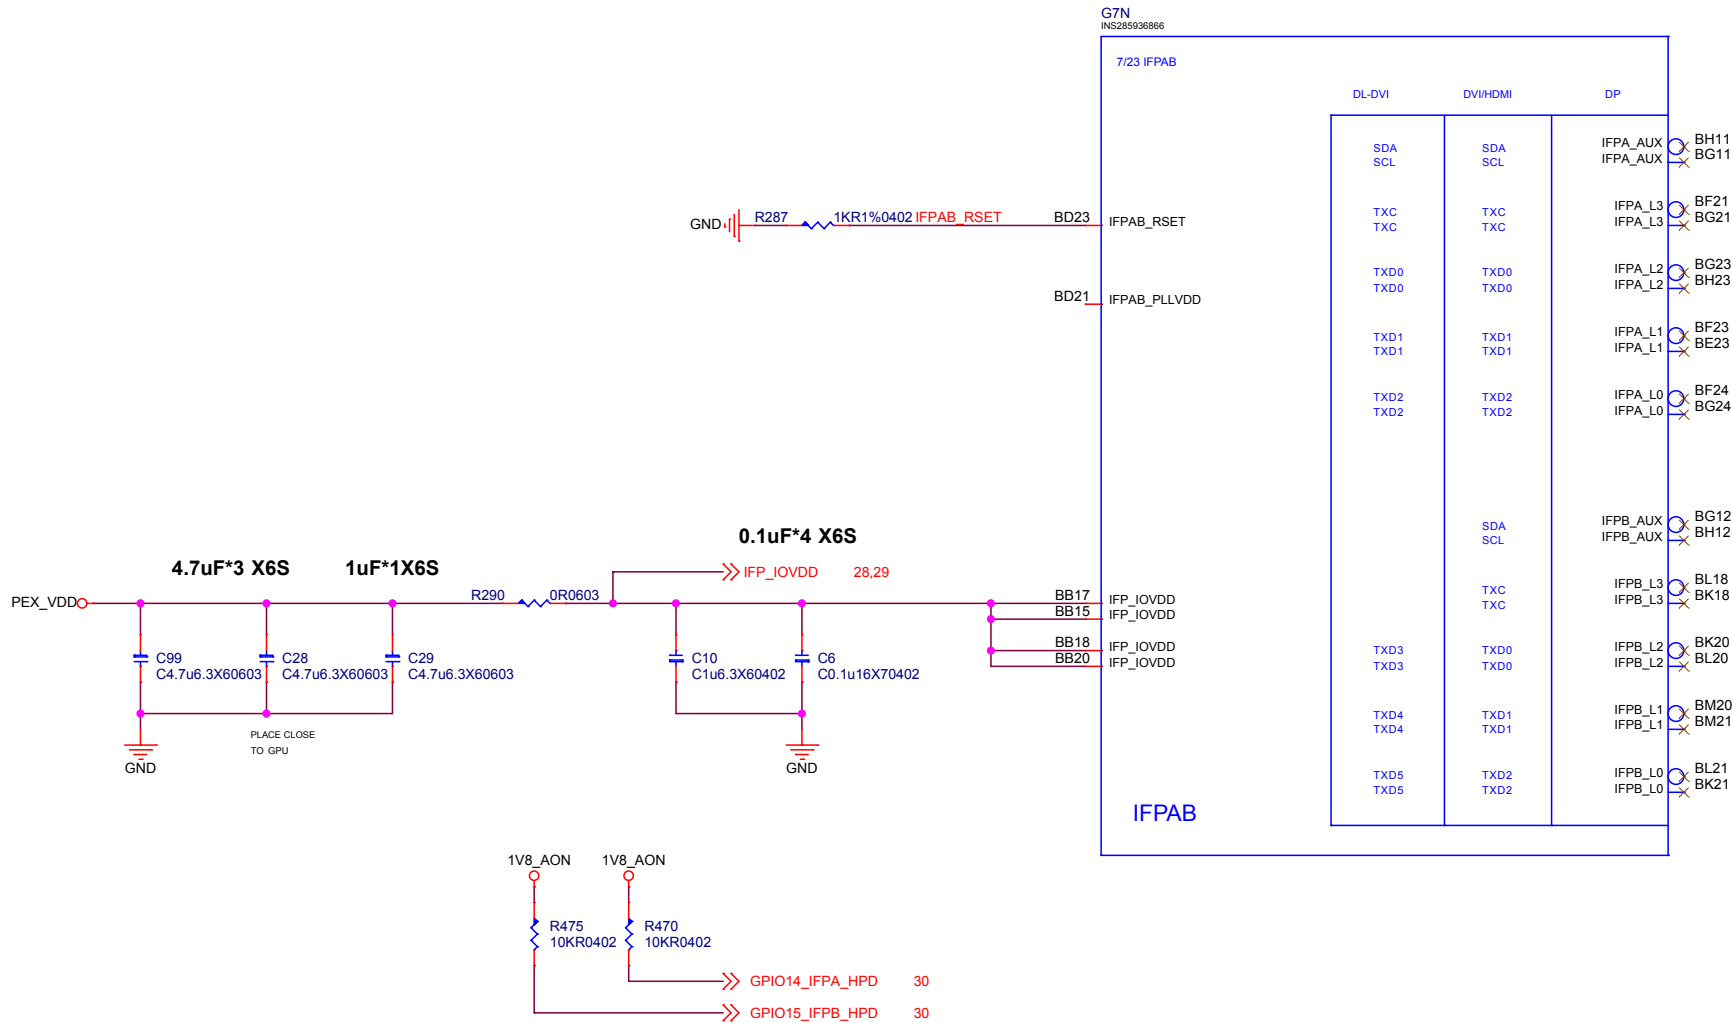 G7N
INS285936866
7/23 IFPAB
DL-DVI DVI/HDMI DP
SDA SDA IFPA_AUX BH11
SCL SCL IFPA_AUX BG11
TXC TXC IFPA_L3 BF21
TXC TXC IFPA_L3 BG21
GND R287 1KR1%0402 IFPAB_RSET BD23 IFPAB_RSET
TXD0 TXD0 IFPA_L2 BG23
TXD0 TXD0 IFPA_L2 BH23
BD21 IFPAB_PLLVDD
TXD1 TXD1 IFPA_L1 BF23
TXD1 TXD1 IFPA_L1 BE23
TXD2 TXD2 IFPA_L0 BF24
TXD2 TXD2 IFPA_L0 BG24
SDA IFPB_AUX BG12
SCL IFPB_AUX BH12
0.1uF*4 X6S
4.7uF*3 X6S 1uF*1X6S
IFP_IOVDD 28,29
TXC IFPB_L3 BL18
TXC IFPB_L3 BK18
PEX_VDD R290 0R0603 BB17 IFP_IOVDD
BB15 IFP_IOVDD
BB18 IFP_IOVDD
BB20 IFP_IOVDD
TXD3 TXD0 IFPB_L2 BK20
TXD3 TXD0 IFPB_L2 BL20
C99 C28 C29 C10 C6
C4.7u6.3X60603 C4.7u6.3X60603 C4.7u6.3X60603 C1u6.3X60402 C0.1u16X70402
TXD4 TXD1 IFPB_L1 BM20
TXD4 TXD1 IFPB_L1 BM21
PLACE CLOSE
TO GPU
GND GND
TXD5 TXD2 IFPB_L0 BL21
TXD5 TXD2 IFPB_L0 BK21
IFPAB
1V8_AON 1V8_AON
R475 R470
10KR0402 10KR0402
GPIO14_IFPA_HPD 30
GPIO15_IFPB_HPD 30